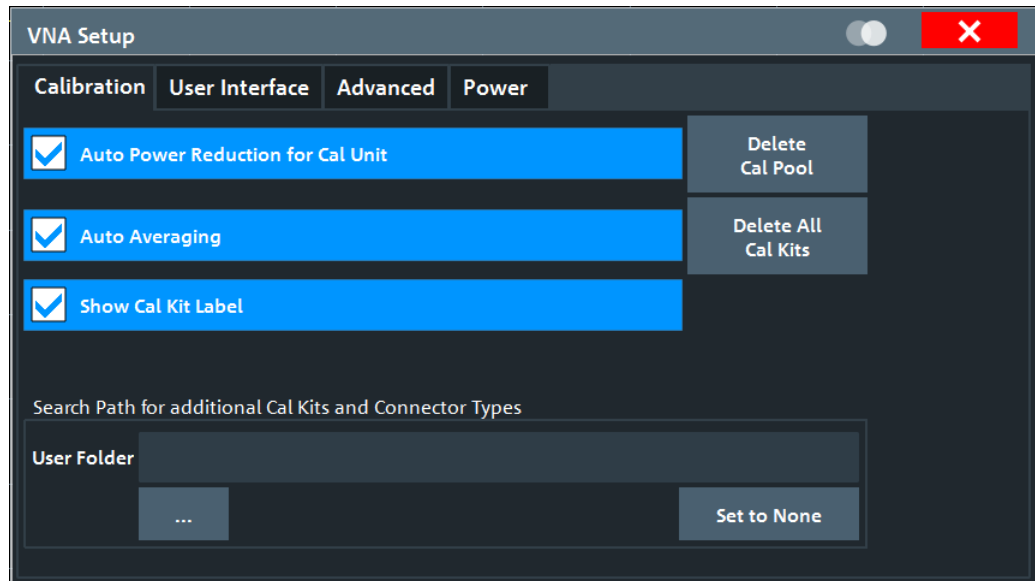 VNA Setup
Calibration User Interface Advanced Power
Auto Power Reduction for Cal Unit
Delete
Cal Pool
Auto Averaging
Delete All
Cal Kits
Show Cal Kit Label
Search Path for additional Cal Kits and Connector Types
User Folder
...
Set to None